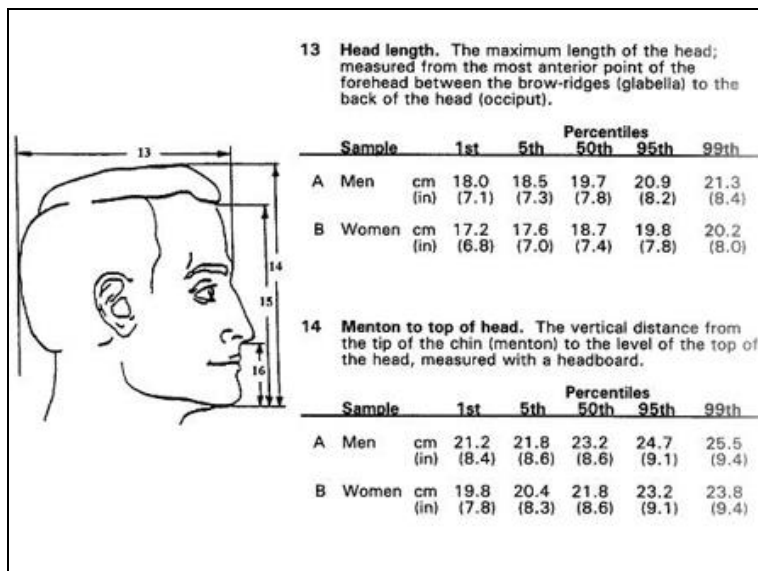 13 Head length. The maximum length of the head;
measured from the most anterior point of the
forehead between the brow-ridges (glabella) to the
back of the head (occiput).
Percentiles
Sample 1st 5th 50th 95th 99th
A Men cm 18.0 18.5 19.7 20.9 21.3
(in) (7.1) (7.3) (7.8) (8.2) (8.4)
B Women cm 17.2 17.6 18.7 19.8 20.2
(in) (6.8) (7.0) (7.4) (7.8) (8.0)
14 Menton to top of head. The vertical distance from
the tip of the chin (menton) to the level of the top of
the head, measured with a headboard.
Percentiles
Sample 1st 5th 50th 95th 99th
A Men cm 21.2 21.8 23.2 24.7 25.5
(in) (8.4) (8.6) (8.6) (9.1) (9.4)
B Women cm 19.8 20.4 21.8 23.2 23.8
(in) (7.8) (8.3) (8.6) (9.1) (9.4)
13
14
15
16